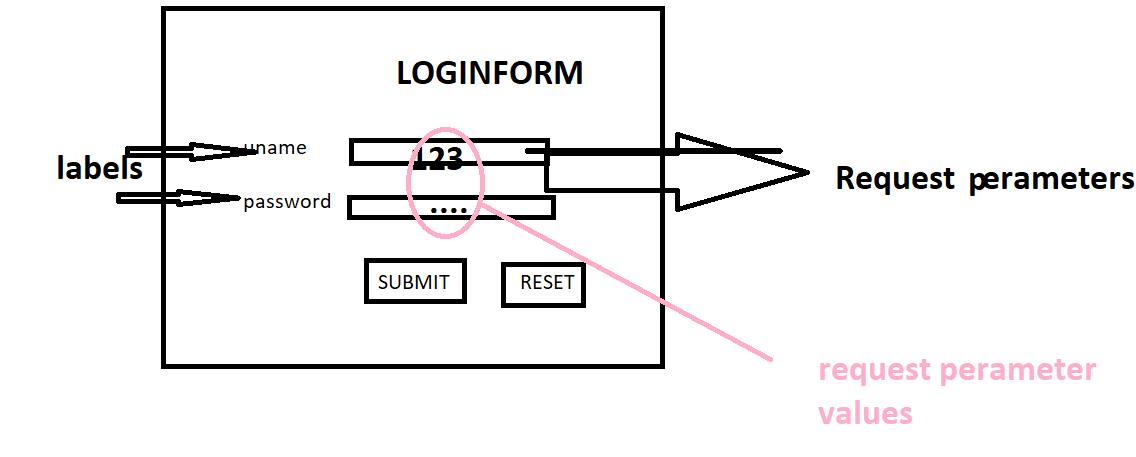 LOGINFORM
labels
uname
123
password
....
Request perameters
SUBMIT
RESET
request perameter
values